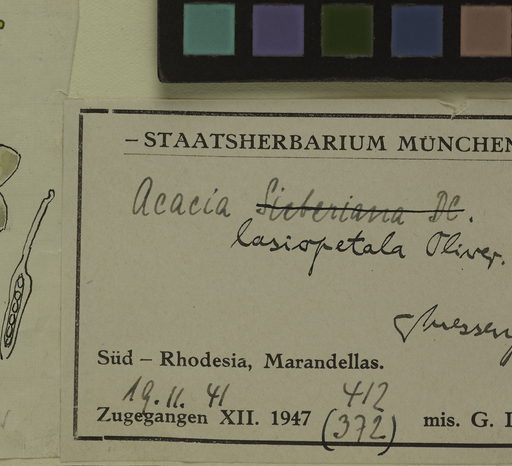 – STAATSHERBARIUM MÜNCHEN
Acacia Sieberiana DC.
lasiopetala Oliver.
Süd – Rhodesia, Marandellas.
19. 11. 41 412
Zugegangen XII. 1947 (372) mis. G.